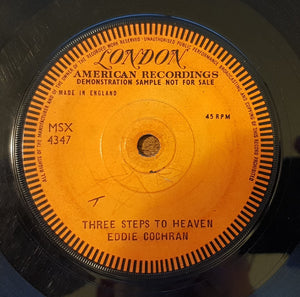 LONDON
AMERICAN RECORDINGS
DEMONSTRATION SAMPLE NOT FOR SALE
MADE IN ENGLAND
45 RPM
MSX
4347
THREE STEPS TO HEAVEN
EDDIE COCHRAN